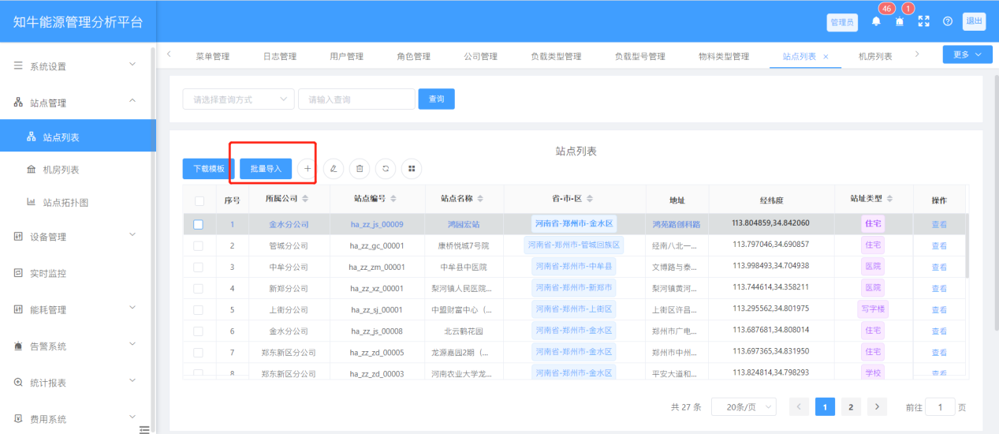 知牛能源管理分析平台
46
1
管理员
退出
菜单管理 日志管理 用户管理 角色管理 公司管理 负载类型管理 负载型号管理 物料类型管理 站点列表 × 机房列表
更多
系统设置
站点管理
站点列表
机房列表
站点拓扑图
设备管理
实时监控
能耗管理
告警系统
统计报表
费用系统
请选择查询方式
请输入查询
查询
站点列表
下载模板
批量导入
序号 所属公司 站点编号 站点名称 省-市-区 地址 经纬度 站址类型 操作
1 金水分公司 ha_zz_js_00009 鸿园宏站 河南省-郑州市-金水区 鸿苑路创科路 113.804859,34.842060 住宅 查看
2 管城分公司 ha_zz_gc_00001 康桥悦城7号院 河南省-郑州市-管城回族区 经南八北一... 113.797046,34.690857 住宅 查看
3 中牟分公司 ha_zz_zm_00001 中牟县中医院 河南省-郑州市-中牟县 文博路与泰... 113.998493,34.704938 医院 查看
4 新郑分公司 ha_zz_xz_00001 梨河镇人民医院... 河南省-郑州市-新郑市 梨河镇黄河... 113.744614,34.358211 医院 查看
5 上街分公司 ha_zz_sj_00001 中盟财富中心（... 河南省-郑州市-上街区 上街区许昌... 113.295562,34.801975 写字楼 查看
6 金水分公司 ha_zz_js_00008 北云鹤花园 河南省-郑州市-金水区 郑州市广电... 113.687681,34.808014 住宅 查看
7 郑东新区分公司 ha_zz_zd_00005 龙源嘉园2期（... 河南省-郑州市-金水区 郑州市中州... 113.697365,34.831950 住宅 查看
8 郑东新区分公司 ha_zz_zd_00003 河南农业大学龙... 河南省-郑州市-金水区 平安大道和... 113.824814,34.798293 学校 查看
共 27 条
20条/页
1
2
前往 1 页